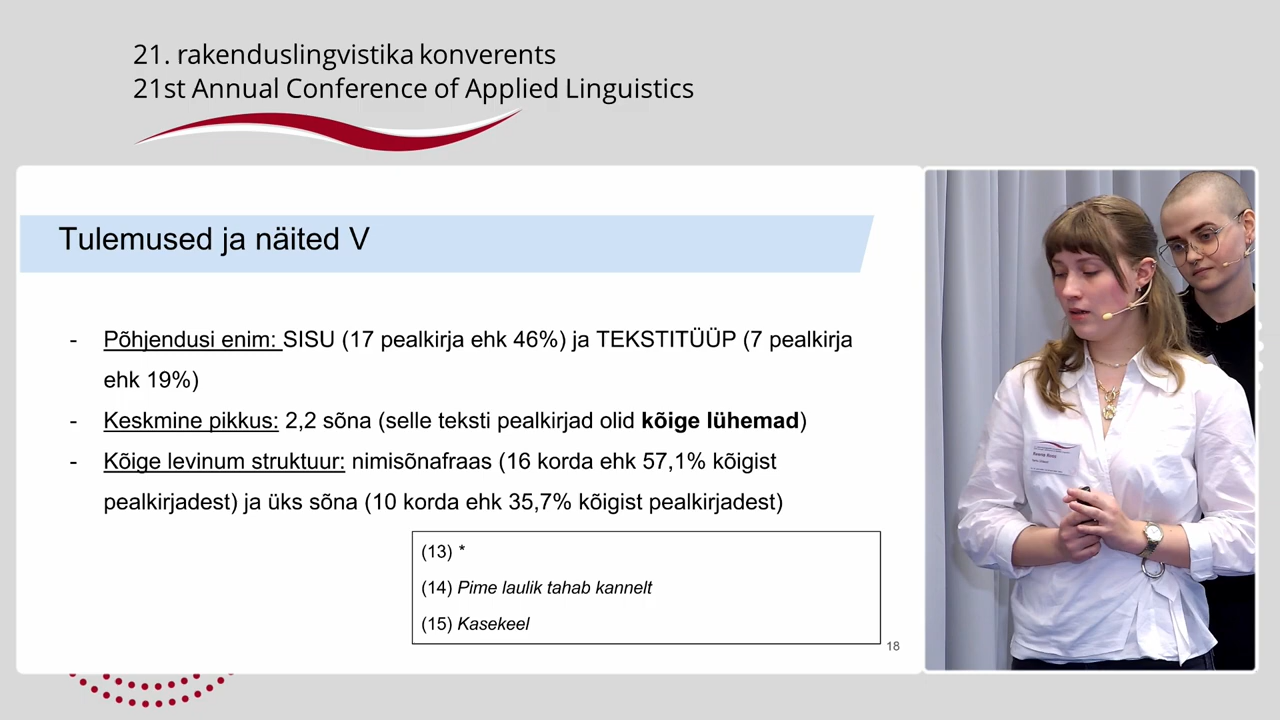 21. rakenduslingvistika konverents
21st Annual Conference of Applied Linguistics
Tulemused ja näited V
- Põhjendusi enim: SISU (17 pealkirja ehk 46%) ja TEKSTITÜÜP (7 pealkirja
ehk 19%)
- Keskmine pikkus: 2,2 sõna (selle teksti pealkirjad olid kõige lühemad)
- Kõige levinum struktuur: nimisõnafraas (16 korda ehk 57,1% kõigist
pealkirjadest) ja üks sõna (10 korda ehk 35,7% kõigist pealkirjadest)
(13) *
(14) Pime laulik tahab kannelt
(15) Kasekeel
18